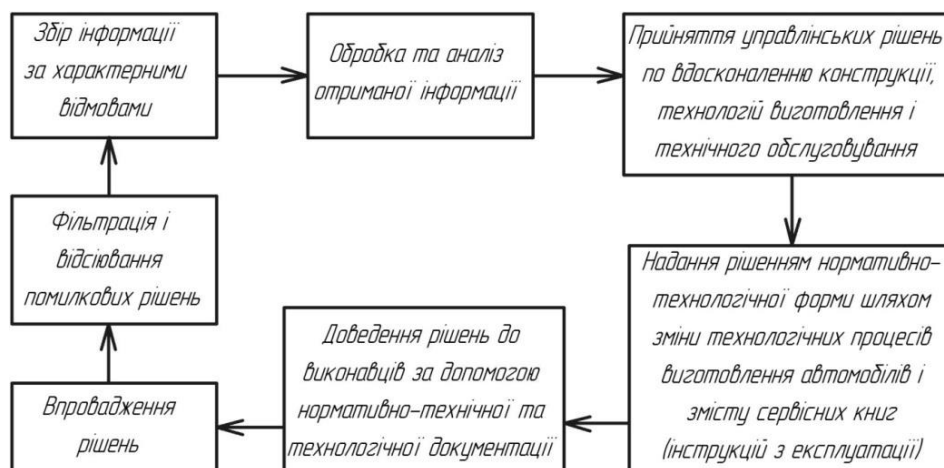 Збір інформації
за характерними
відмовами
Обробка та аналіз
отриманої інформації
Прийняття управлінських рішень
по вдосконаленню конструкції,
технологій виготовлення і
технічного обслуговування
Надання рішенням нормативно-
технологічної форми шляхом
зміни технологічних процесів
виготовлення автомобілів і
змісту сервісних книг
(інструкцій з експлуатації)
Доведення рішень до
виконавців за допомогою
нормативно-технічної та
технологічної документації
Впровадження
рішень
Фільтрація і
відсіювання
помилкових рішень